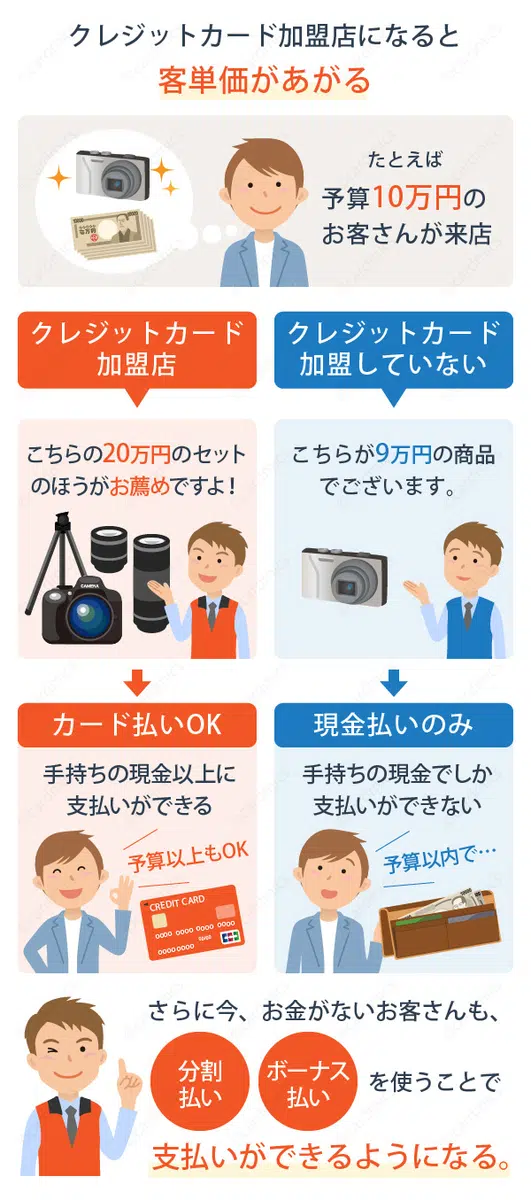 クレジットカード加盟店になると
客単価があがる
たとえば
予算10万円の
お客さんが来店
クレジットカード
加盟店
こちらの20万円のセット
のほうがお薦めですよ!
CAMERA
カード払いOK
手持ちの現金以上に
支払いができる
予算以上もOK
CREDIT CARD
JCB
クレジットカード
加盟していない
こちらが9万円の商品
でございます。
現金払いのみ
手持ちの現金でしか
支払いができない
予算以内で…
さらに今、お金がないお客さんも、
分割
払い
ボーナス
払い
を使うことで
支払いができるようになる。